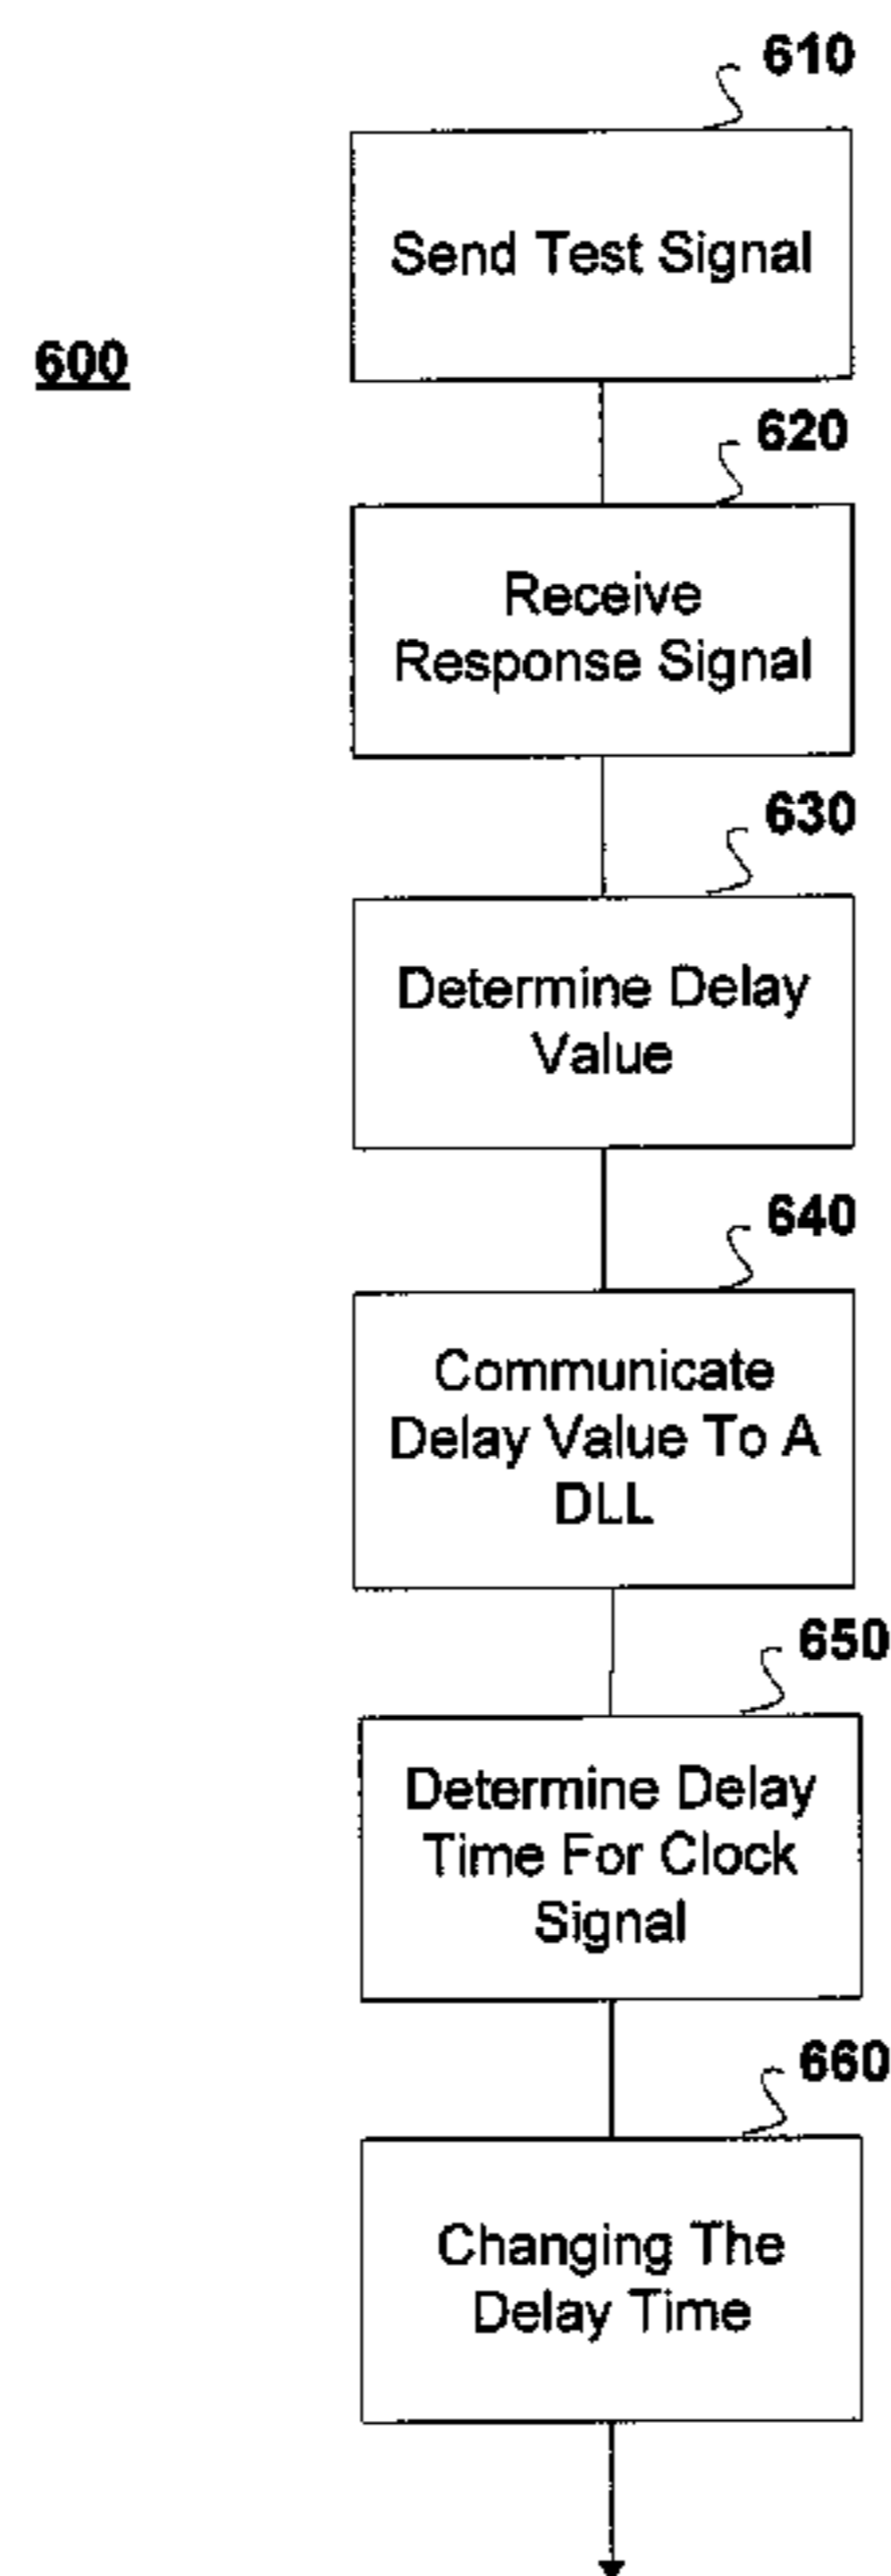 610
Send Test Signal
600
620
Receive
Response Signal
630
Determine Delay
Value
640
Communicate
Delay Value To A
DLL
650
Determine Delay
Time For Clock
Signal
660
Changing The
Delay Time